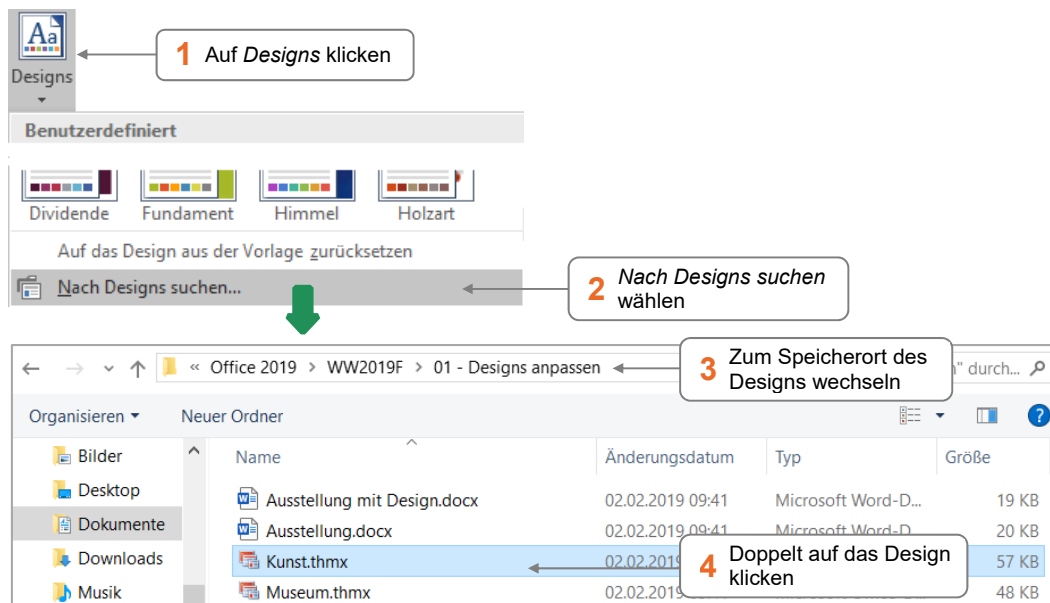 Aa
Designs
1 Auf Designs klicken
Benutzerdefiniert
Dividende Fundament Himmel Holzart
Auf das Design aus der Vorlage zurücksetzen
Nach Designs suchen...
2 Nach Designs suchen
wählen
« Office 2019 > WW2019F > 01 - Designs anpassen
3 Zum Speicherort des
Designs wechseln
durch...
Organisieren Neuer Ordner
?
Bilder
Desktop
Dokumente
Downloads
Musik
Name Änderungsdatum Typ Größe
Ausstellung mit Design.docx 02.02.2019 09:41 Microsoft Word-D... 19 KB
Ausstellung.docx 02.02.2019 09:41 Microsoft Word-D... 20 KB
Kunst.thmx 02.02.2019 57 KB
Museum.thmx 02.02.2019 48 KB
4 Doppelt auf das Design
klicken